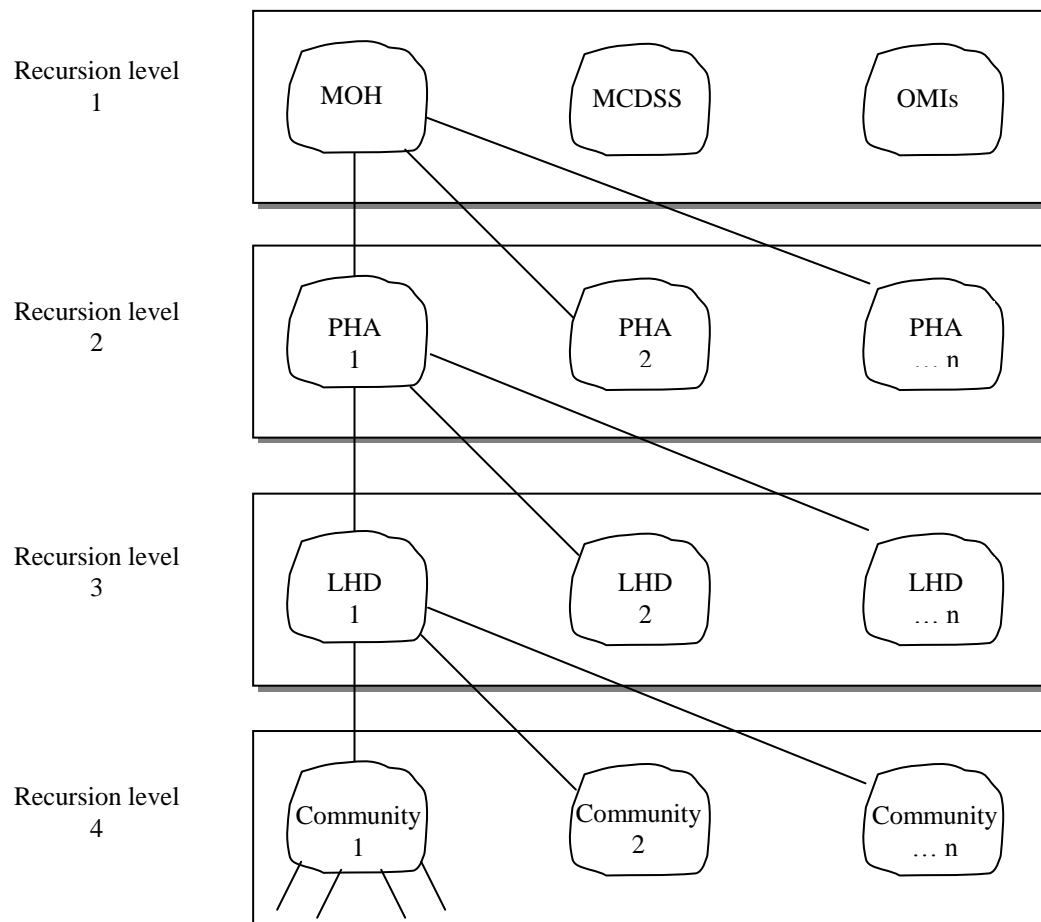 Recursion level
1
MOH
MCDSS
OMIs
Recursion level
2
PHA
1
PHA
2
PHA
… n
Recursion level
3
LHD
1
LHD
2
LHD
… n
Recursion level
4
Community
1
Community
2
Community
… n